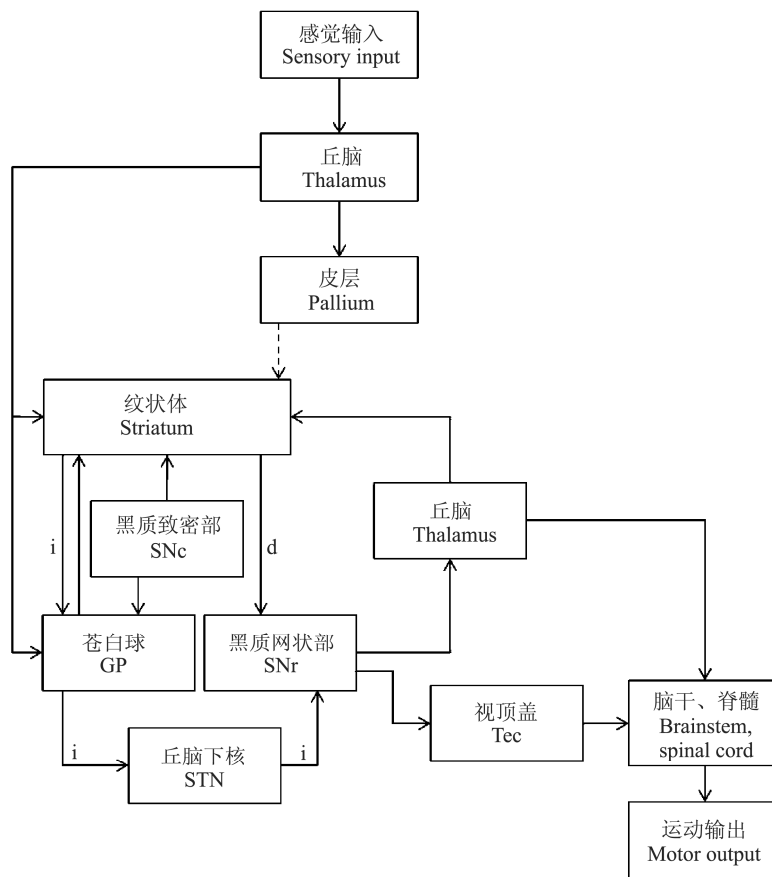 感觉输入
Sensory input
丘脑
Thalamus
皮层
Pallium
纹状体
Striatum
i
黑质致密部
SNc
d
丘脑
Thalamus
苍白球
GP
黑质网状部
SNr
视顶盖
Tec
脑干、脊髓
Brainstem,
spinal cord
i
丘脑下核
STN
i
运动输出
Motor output